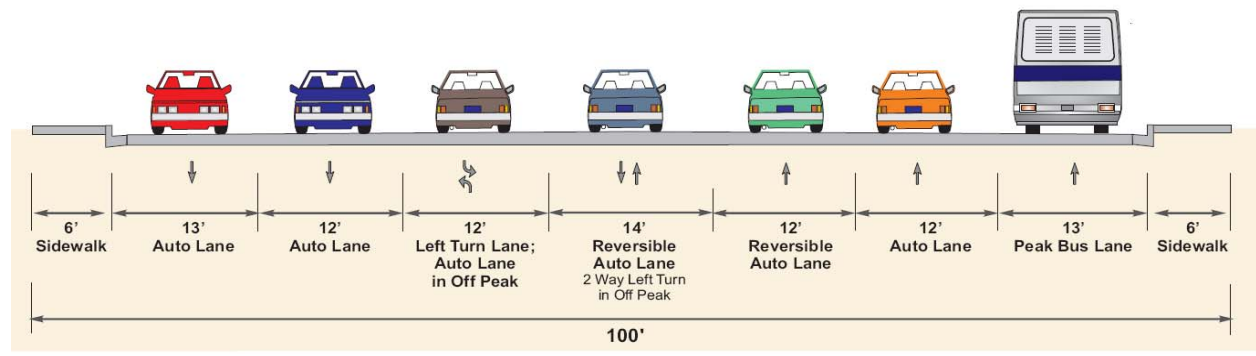 6’
Sidewalk
13’
Auto Lane
12’
Auto Lane
12’
Left Turn Lane;
Auto Lane
in Off Peak
14’
Reversible
Auto Lane
2 Way Left Turn
in Off Peak
12’
Reversible
Auto Lane
12’
Auto Lane
13’
Peak Bus Lane
6’
Sidewalk
100'